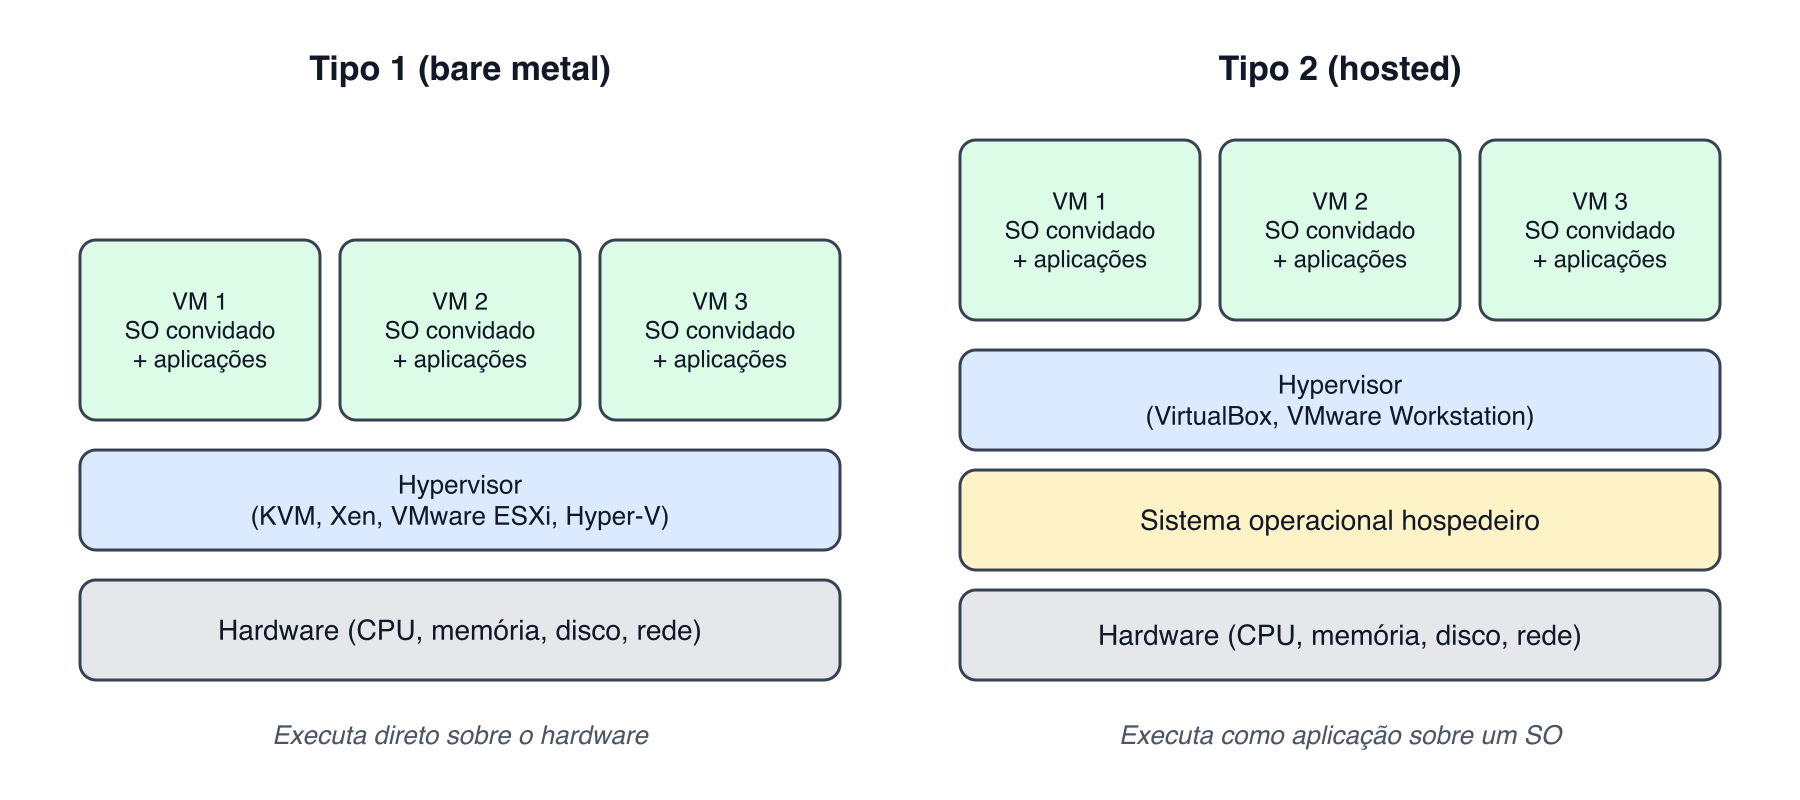 Tipo 1 (bare metal)
VM 1
SO convidado
+ aplicações
VM 2
SO convidado
+ aplicações
VM 3
SO convidado
+ aplicações
Hypervisor
(KVM, Xen, VMware ESXi, Hyper-V)
Hardware (CPU, memória, disco, rede)
Executa direto sobre o hardware
Tipo 2 (hosted)
VM 1
SO convidado
+ aplicações
VM 2
SO convidado
+ aplicações
VM 3
SO convidado
+ aplicações
Hypervisor
(VirtualBox, VMware Workstation)
Sistema operacional hospedeiro
Hardware (CPU, memória, disco, rede)
Executa como aplicação sobre um SO